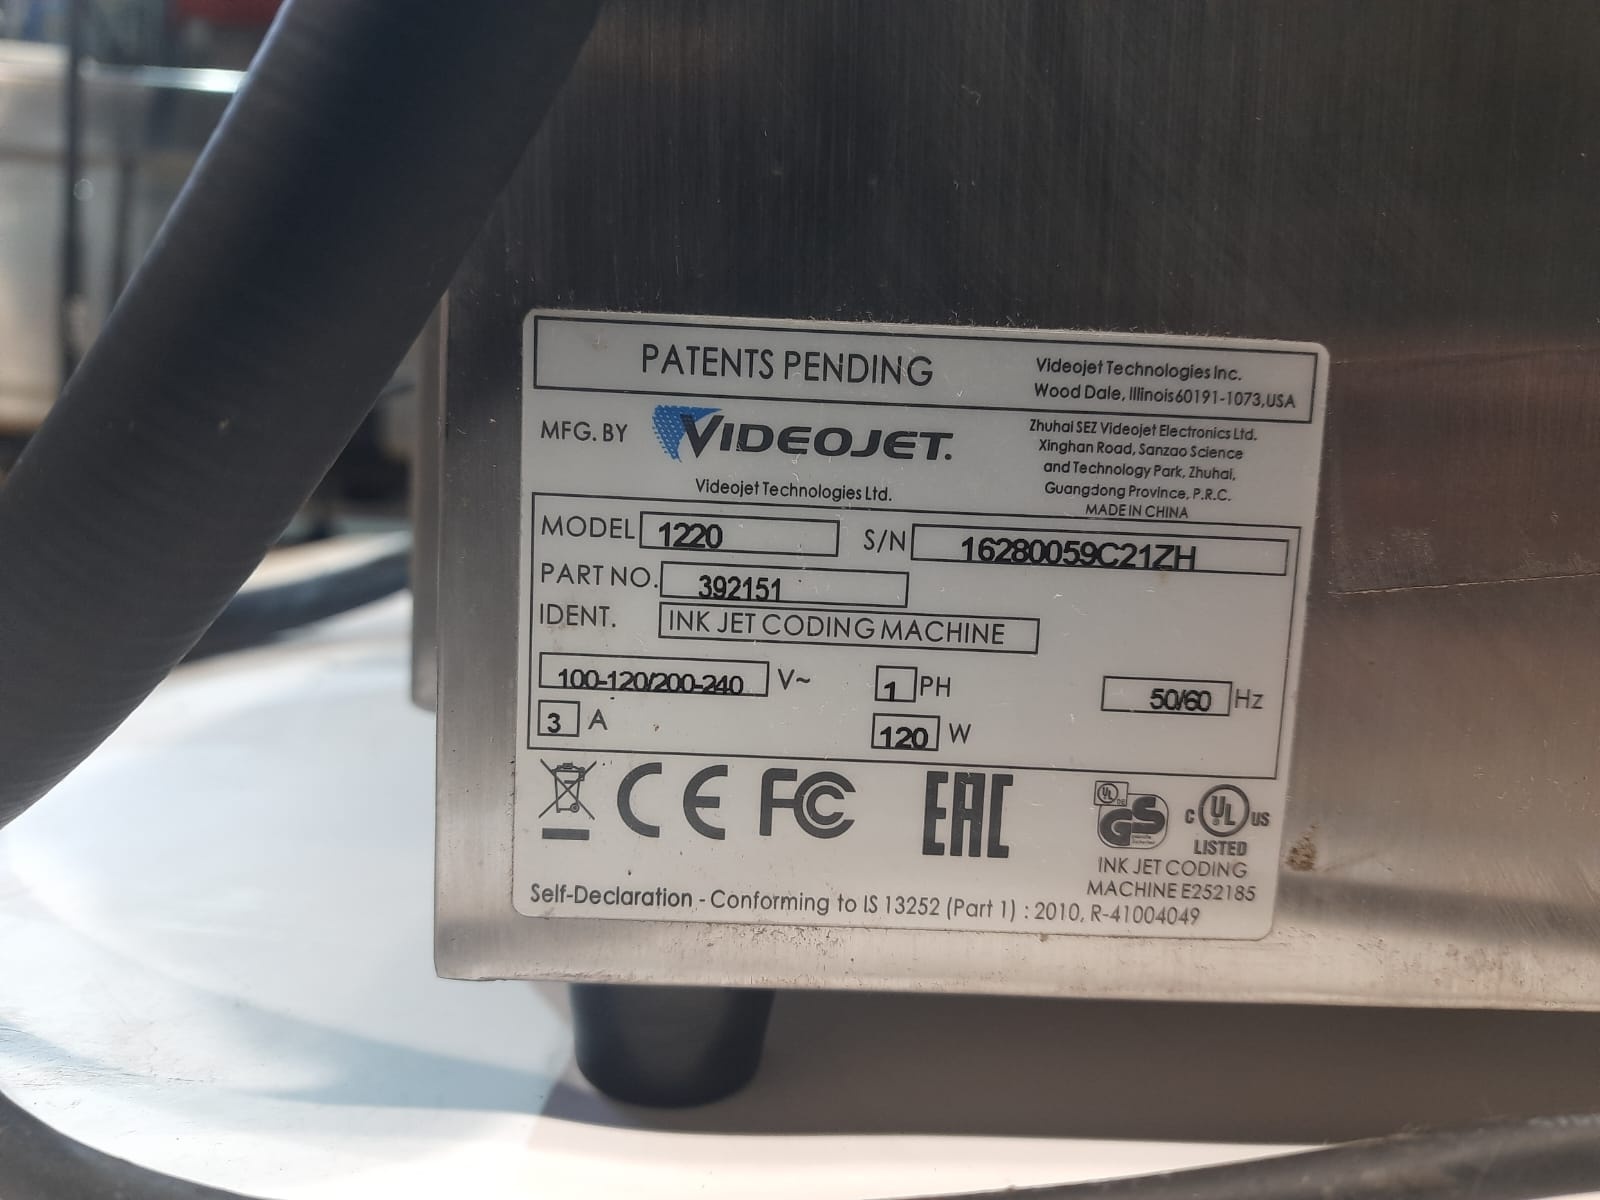 PATENTS PENDING
Videojet Technologies Inc.
Wood Dale, Illinois60191-1073,USA
MFG. BY VIDEOJET.
Videojet Technologies Ltd.
Zhuhai SEZ Videojet Electronics Ltd.
Xinghan Road, Sanzao Science
and Technology Park, Zhuhai,
Guangdong Province, P.R.C.
MADE IN CHINA
MODEL 1220 S/N 16280059C21ZH
PART NO. 392151
IDENT. INK JET CODING MACHINE
100-120/200-240 V~ 1 PH 50/60 Hz
3 A 120 W
CE FC EAC UL GS c UL US
LISTED
INK JET CODING
MACHINE E252185
Self-Declaration - Conforming to IS 13252 (Part 1) : 2010, R-41004049